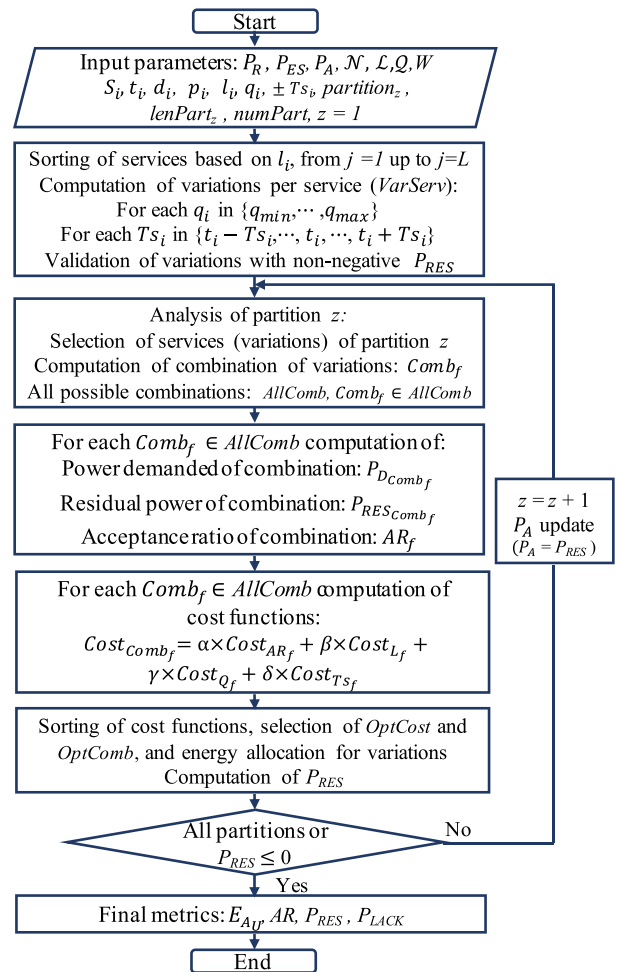 Start
Input parameters: P_R , P_ES, P_A, 𝒩, ℒ,𝒬, W
S_i, t_i, d_i, p_i, l_i, q_i, ± Ts_i, partition_z ,
lenPart_z , numPart, z = 1
Sorting of services based on l_i, from j =1 up to j=L
Computation of variations per service (VarServ):
For each q_i in {q_min,⋯ ,q_max}
For each Ts_i in {t_i − Ts_i,⋯, t_i, ⋯, t_i + Ts_i}
Validation of variations with non-negative P_RES
Analysis of partition z:
Selection of services (variations) of partition z
Computation of combination of variations: Comb_f
All possible combinations: AllComb, Comb_f ∈ AllComb
For each Comb_f ∈ AllComb computation of:
Power demanded of combination: P_D_Comb_f
Residual power of combination: P_RES_Comb_f
Acceptance ratio of combination: AR_f
z = z + 1
P_A update
(P_A = P_RES )
For each Comb_f ∈ AllComb computation of
cost functions:
Cost_Comb_f = α×Cost_AR_f + β×Cost_L_f +
γ×Cost_Q_f + δ×Cost_Ts_f
Sorting of cost functions, selection of OptCost and
OptComb, and energy allocation for variations
Computation of P_RES
All partitions or
P_RES ≤ 0
No
Yes
Final metrics: E_A_U, AR, P_RES , P_LACK
End